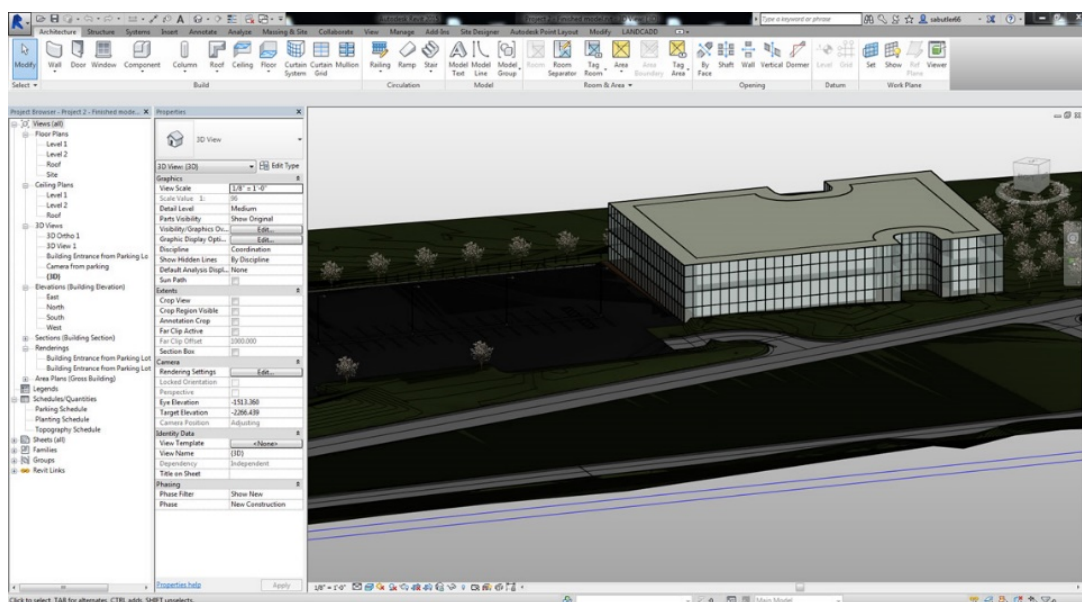 Autodesk Revit 2015
Project 2 - Finished model
Type a keyword or phrase
sabutler66
Architecture Structure Systems Insert Annotate Analyze Massing & Site Collaborate View Manage Add-Ins Site Designer Autodesk Point Layout Modify LANDCADD
Modify Wall Door Window Component Column Roof Ceiling Floor Curtain System Curtain Grid Mullion Railing Ramp Stair Model Text Model Line Model Group Room Room Separator Tag Room Area Area Boundary Tag Area By Face Shaft Wall Vertical Dormer Level Grid Set Show Ref Plane Viewer
Select Build Circulation Model Room & Area Opening Datum Work Plane
Project Browser - Project 2 - Finished mode...
Views (all)
Floor Plans
Level 1
Level 2
Roof
Site
Ceiling Plans
Level 1
Level 2
Roof
3D Views
3D Ortho 1
3D View 1
Building Entrance from Parking Lo
Camera from parking
{3D}
Elevations (Building Elevation)
East
North
South
West
Sections (Building Section)
Renderings
Building Entrance from Parking Lot
Building Entrance from Parking Lot
Area Plans (Gross Building)
Legends
Schedules/Quantities
Parking Schedule
Planting Schedule
Topography Schedule
Sheets (all)
Families
Groups
Revit Links
Properties
3D View
3D View: {3D} Edit Type
Graphics
View Scale 1/8" = 1'-0"
Scale Value 1: 96
Detail Level Medium
Parts Visibility Show Original
Visibility/Graphics Ov... Edit...
Graphic Display Opti... Edit...
Discipline Coordination
Show Hidden Lines By Discipline
Default Analysis Displ... None
Sun Path
Extents
Crop View
Crop Region Visible
Annotation Crop
Far Clip Active
Far Clip Offset 1000.000
Section Box
Camera
Rendering Settings Edit...
Locked Orientation
Perspective
Eye Elevation -1513.360
Target Elevation -2266.439
Camera Position Adjusting
Identity Data
View Template <None>
View Name {3D}
Dependency Independent
Title on Sheet
Phasing
Phase Filter Show New
Phase New Construction
Properties help Apply
1/8" = 1'-0"
Click to select, TAB for alternates, CTRL adds, SHIFT unselects.
Main Model